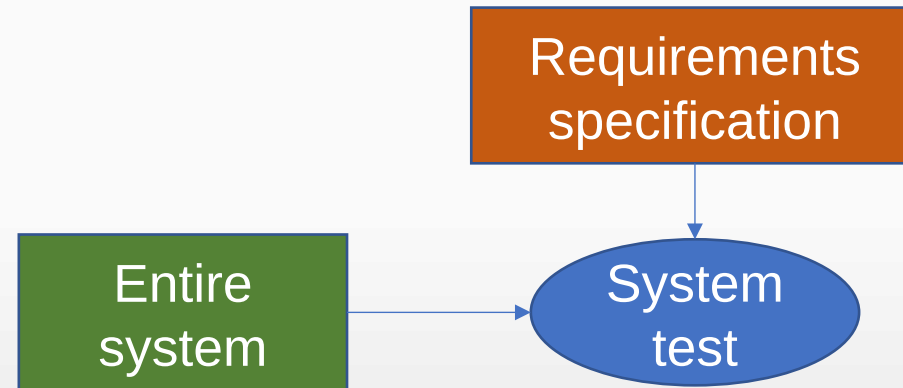 Requirements
specification
Entire
system
System
test